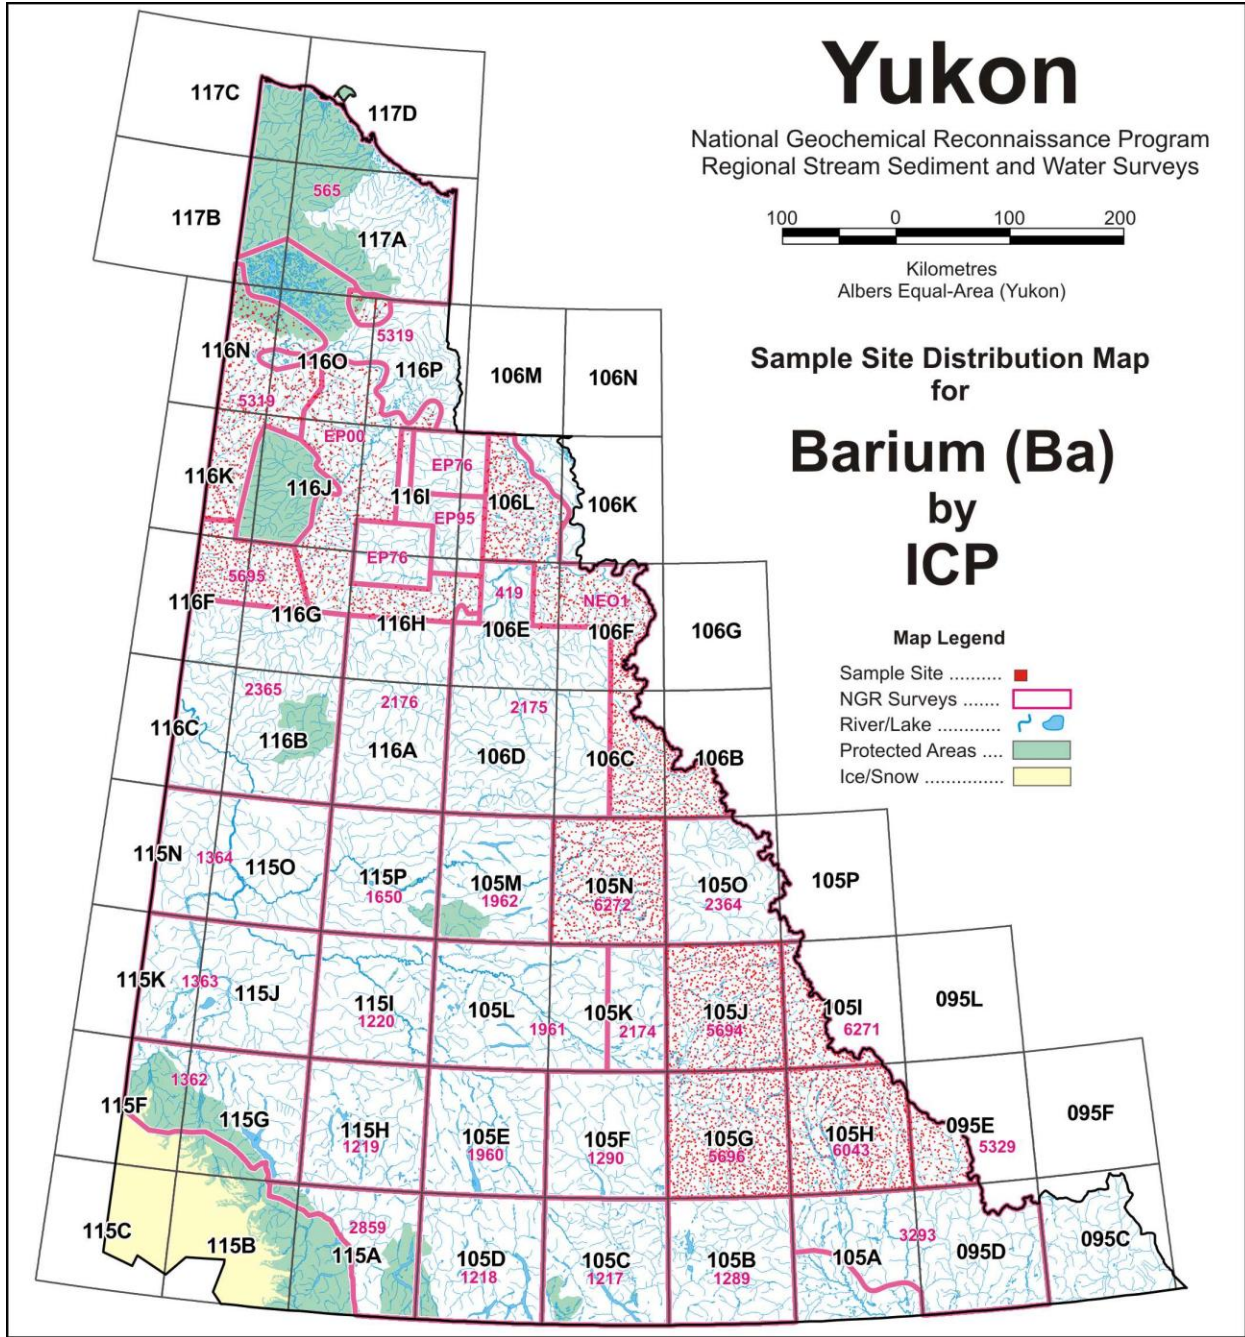 Yukon
National Geochemical Reconnaissance Program
Regional Stream Sediment and Water Surveys
100 0 100 200
Kilometres
Albers Equal-Area (Yukon)
Sample Site Distribution Map
for
Barium (Ba)
by
ICP
Map Legend
Sample Site ..........
NGR Surveys .......
River/Lake ............
Protected Areas ....
Ice/Snow ...............
117C
117D
565
117B
117A
5319
116N
116O
116P
106M
106N
5319
EP00
EP76
116K
116J
116I
106L
106K
EP95
EP76
5695
419
NEO1
116F
116G
116H
106E
106F
106G
2365
2176
2175
116C
116B
116A
106D
106C
106B
115N
1364
115O
115P
1650
105M
1962
105N
6272
105O
2364
105P
115K
1363
115J
115I
1220
105L
1961
105K
2174
105J
5694
105I
6271
095L
1362
115F
115G
115H
1219
105E
1960
105F
1290
105G
5696
105H
6043
095E
5329
095F
115C
115B
2859
115A
105D
1218
105C
1217
105B
1289
105A
3293
095D
095C